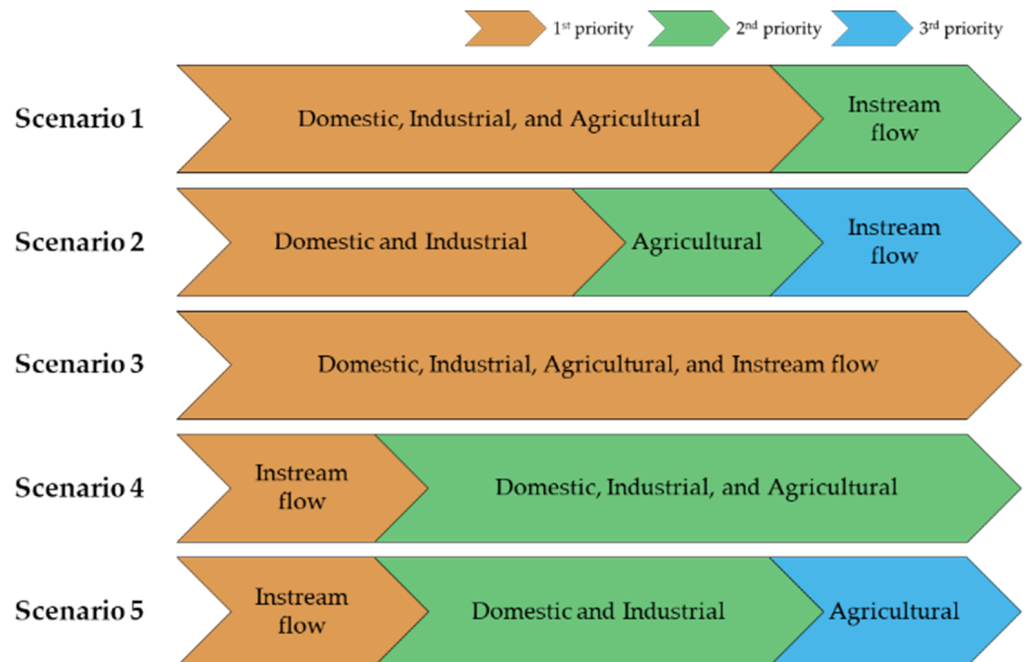 1st priority 2nd priority 3rd priority
Scenario 1
Domestic, Industrial, and Agricultural
Instream
flow
Scenario 2
Domestic and Industrial
Agricultural
Instream
flow
Scenario 3
Domestic, Industrial, Agricultural, and Instream flow
Scenario 4
Instream
flow
Domestic, Industrial, and Agricultural
Scenario 5
Instream
flow
Domestic and Industrial
Agricultural